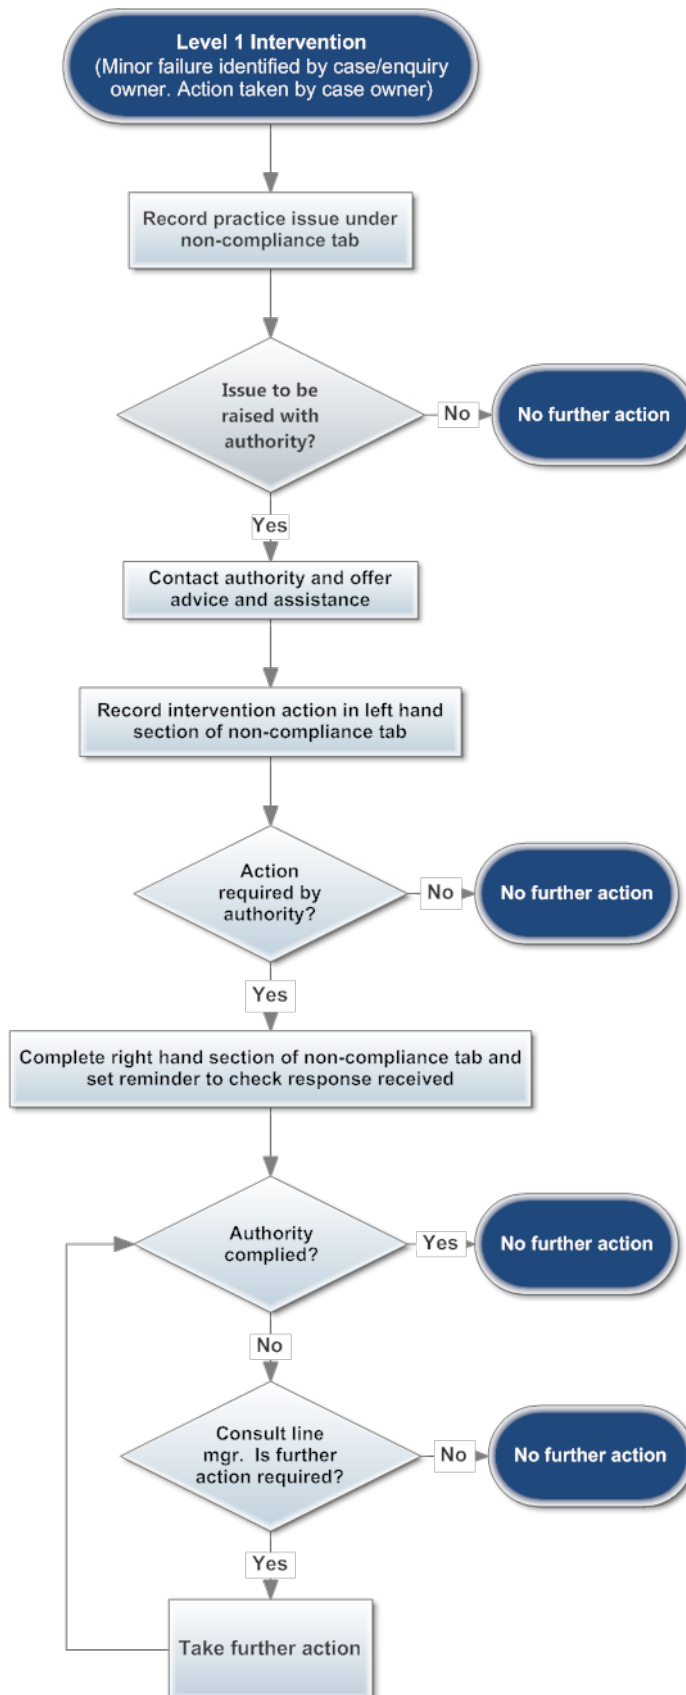 Level 1 Intervention
(Minor failure identified by case/enquiry
owner. Action taken by case owner)
Record practice issue under
non-compliance tab
Issue to be
raised with
authority?
No
No further action
Yes
Contact authority and offer
advice and assistance
Record intervention action in left hand
section of non-compliance tab
Action
required by
authority?
No
No further action
Yes
Complete right hand section of non-compliance tab and
set reminder to check response received
Authority
complied?
Yes
No further action
No
Consult line
mgr. Is further
action required?
No
No further action
Yes
Take further action